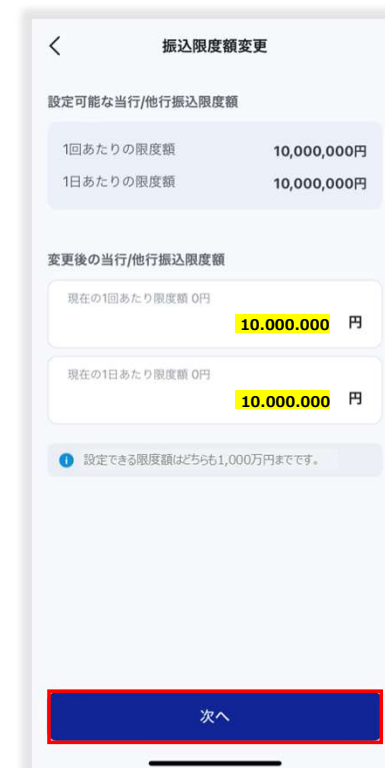 振込限度額変更
設定可能な当行/他行振込限度額
1回あたりの限度額 10,000,000円
1日あたりの限度額 10,000,000円
変更後の当行/他行振込限度額
現在の1回あたり限度額 0円
10.000.000 円
現在の1日あたり限度額 0円
10.000.000 円
設定できる限度額はどちらも1,000万円までです。
次へ